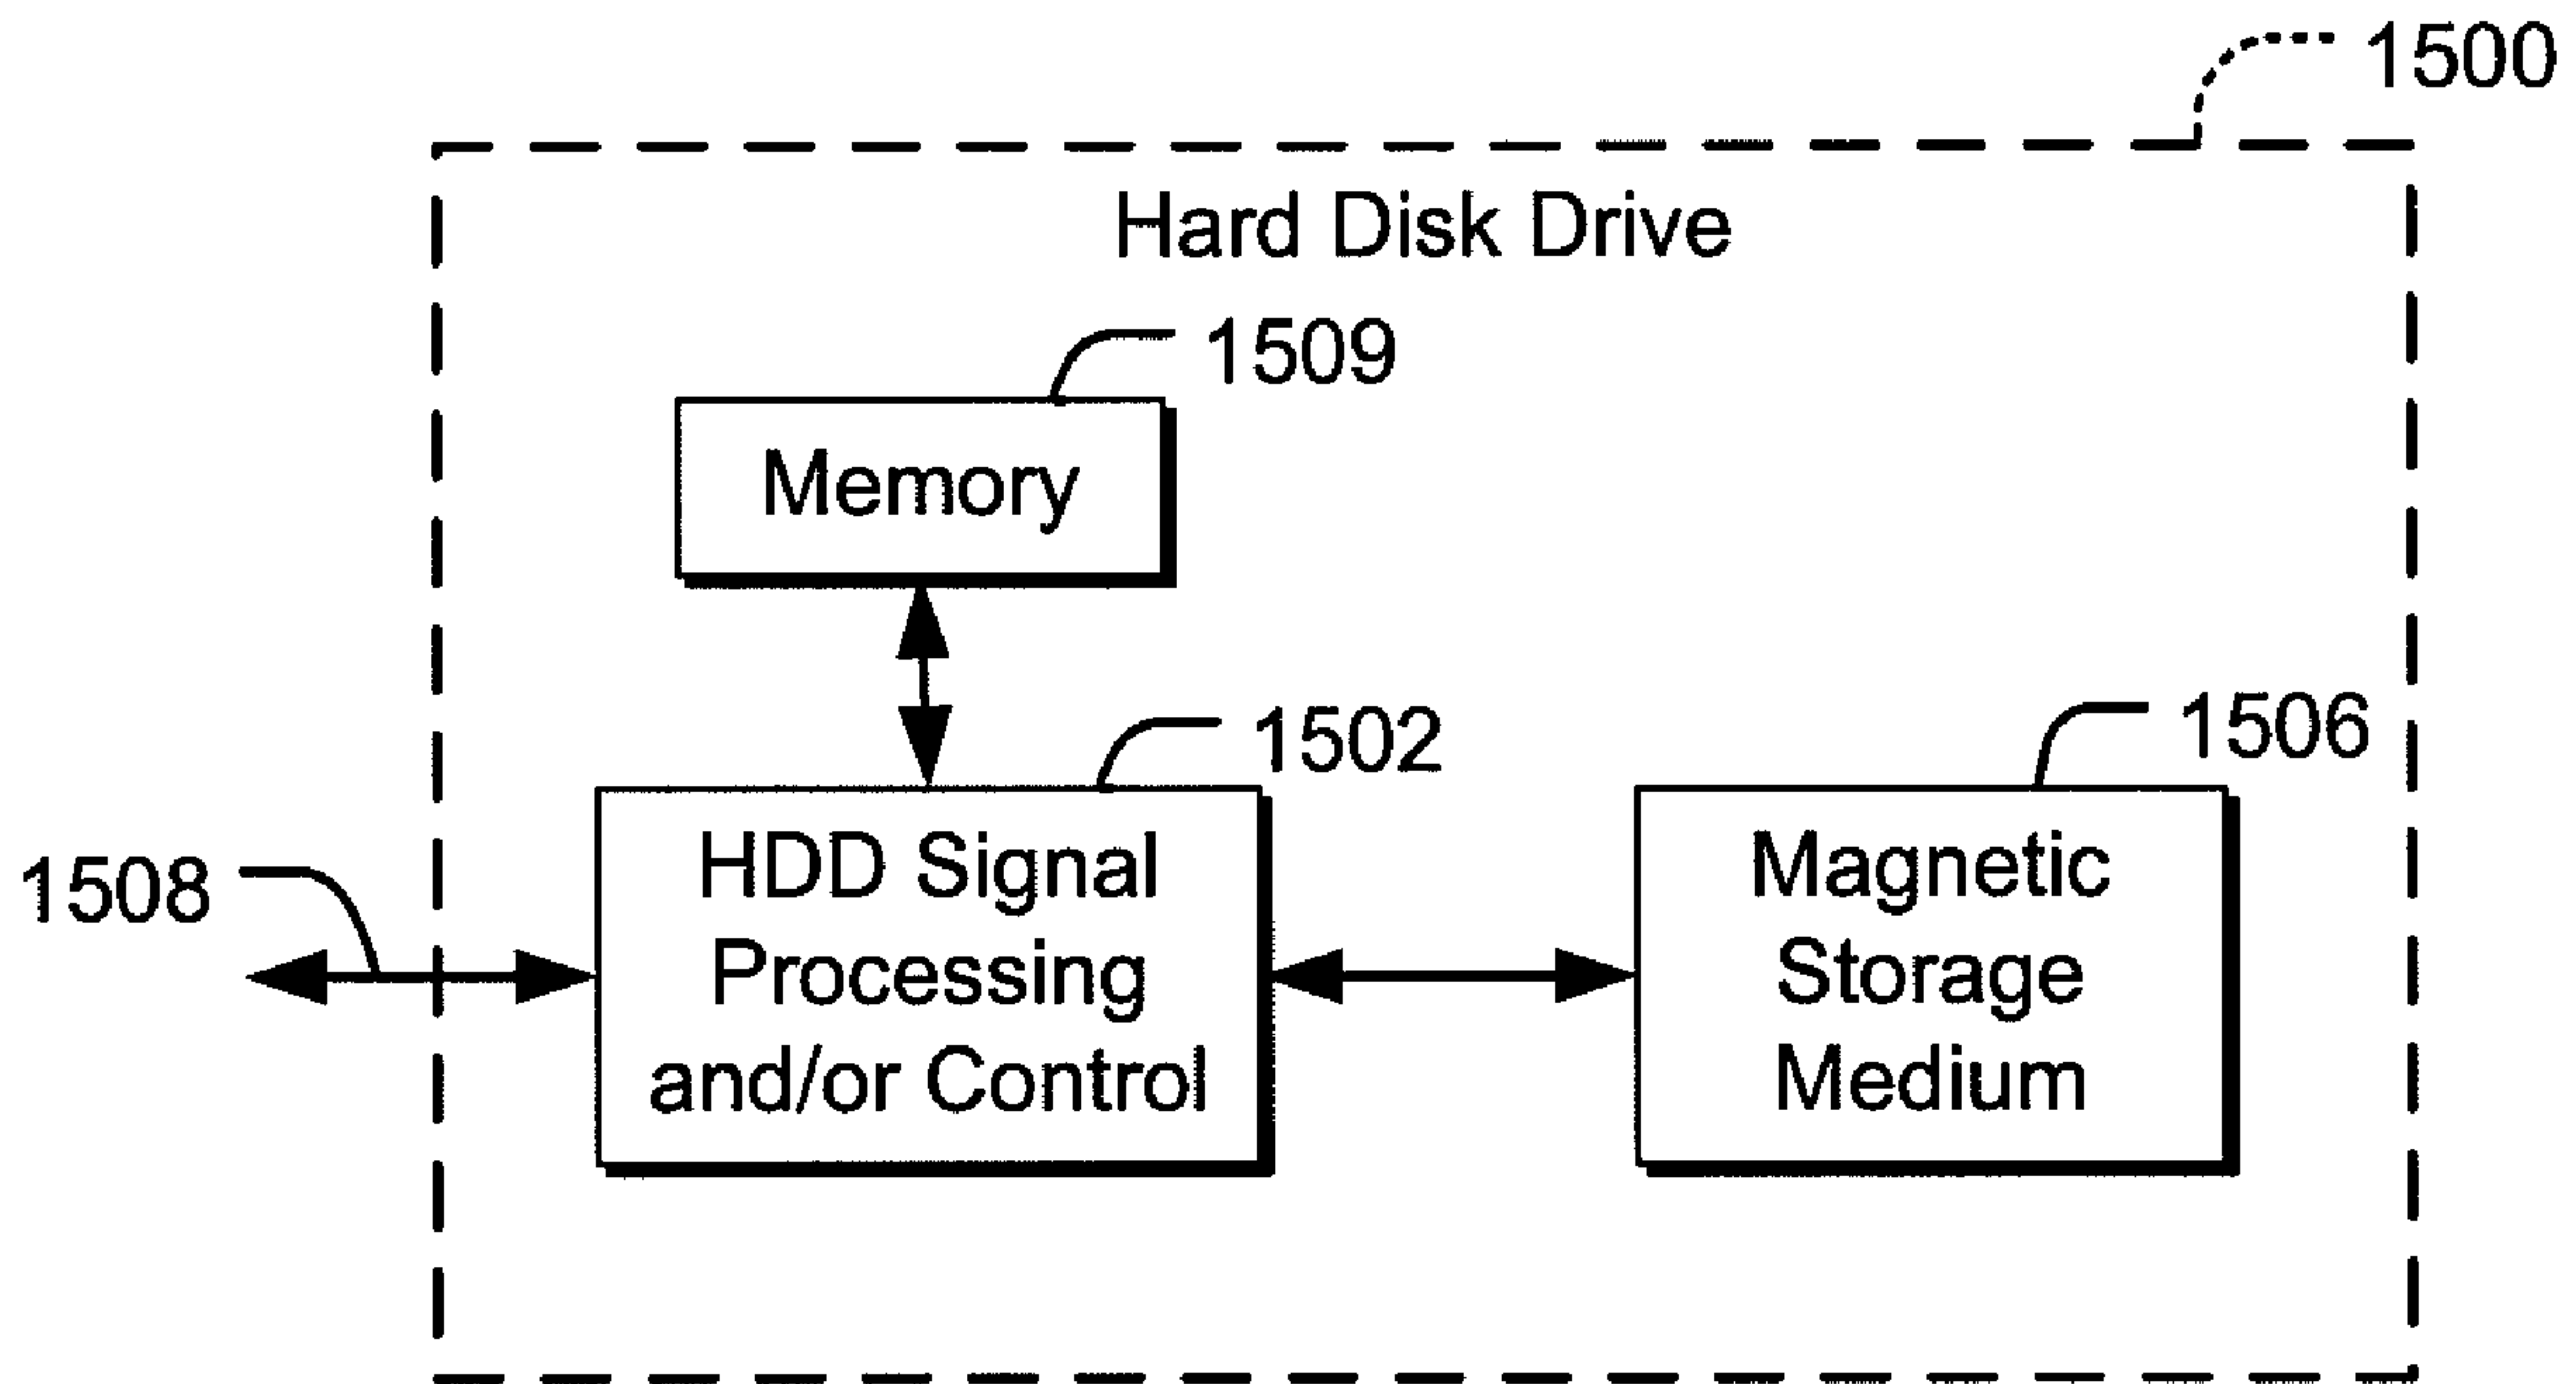 1500
Hard Disk Drive
1509
Memory
1502
1506
1508
HDD Signal
Processing
and/or Control
Magnetic
Storage
Medium